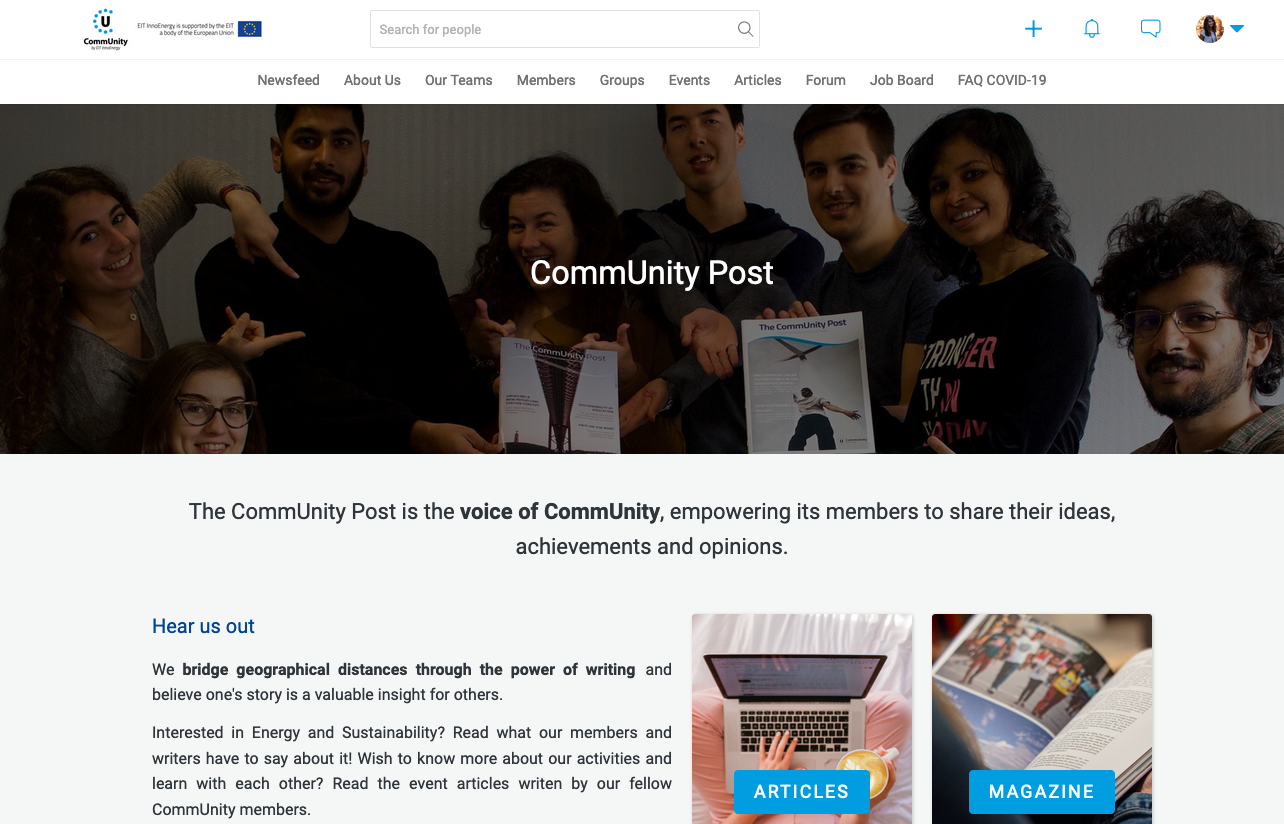 U
CommUnity
by EIT InnoEnergy
EIT InnoEnergy is supported by the EIT
a body of the European Union
Search for people
Newsfeed About Us Our Teams Members Groups Events Articles Forum Job Board FAQ COVID-19
CommUnity Post
The CommUnity Post
The CommUnity Post
STRONGER
TH N
The CommUnity Post is the voice of CommUnity, empowering its members to share their ideas,
achievements and opinions.
Hear us out
We bridge geographical distances through the power of writing and
believe one's story is a valuable insight for others.
Interested in Energy and Sustainability? Read what our members and
writers have to say about it! Wish to know more about our activities and
learn with each other? Read the event articles writen by our fellow
CommUnity members.
ARTICLES
MAGAZINE